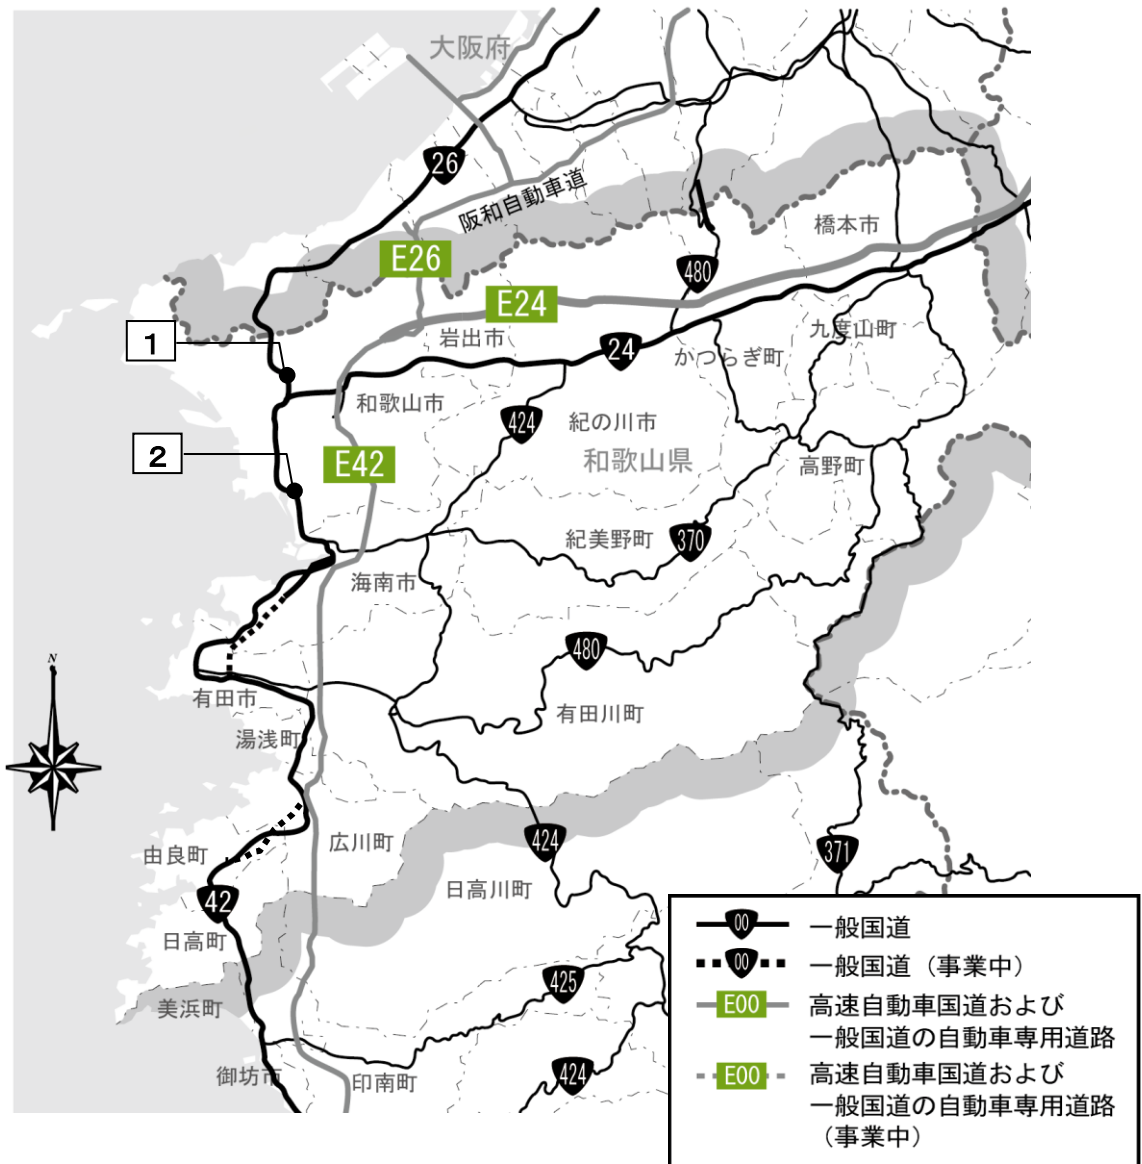 大阪府
26
阪和自動車道
橋本市
E26
480
E24
九度山町
1
岩出市
24
かつらぎ町
和歌山市
424
紀の川市
2
E42
和歌山県
高野町
紀美野町
370
海南市
N
480
有田市
有田川町
湯浅町
広川町
424
371
由良町
日高川町
42
日高町
425
美浜町
御坊市
印南町
424
00 一般国道
00 一般国道（事業中）
E00 高速自動車国道および
一般国道の自動車専用道路
E00 高速自動車国道および
一般国道の自動車専用道路
（事業中）